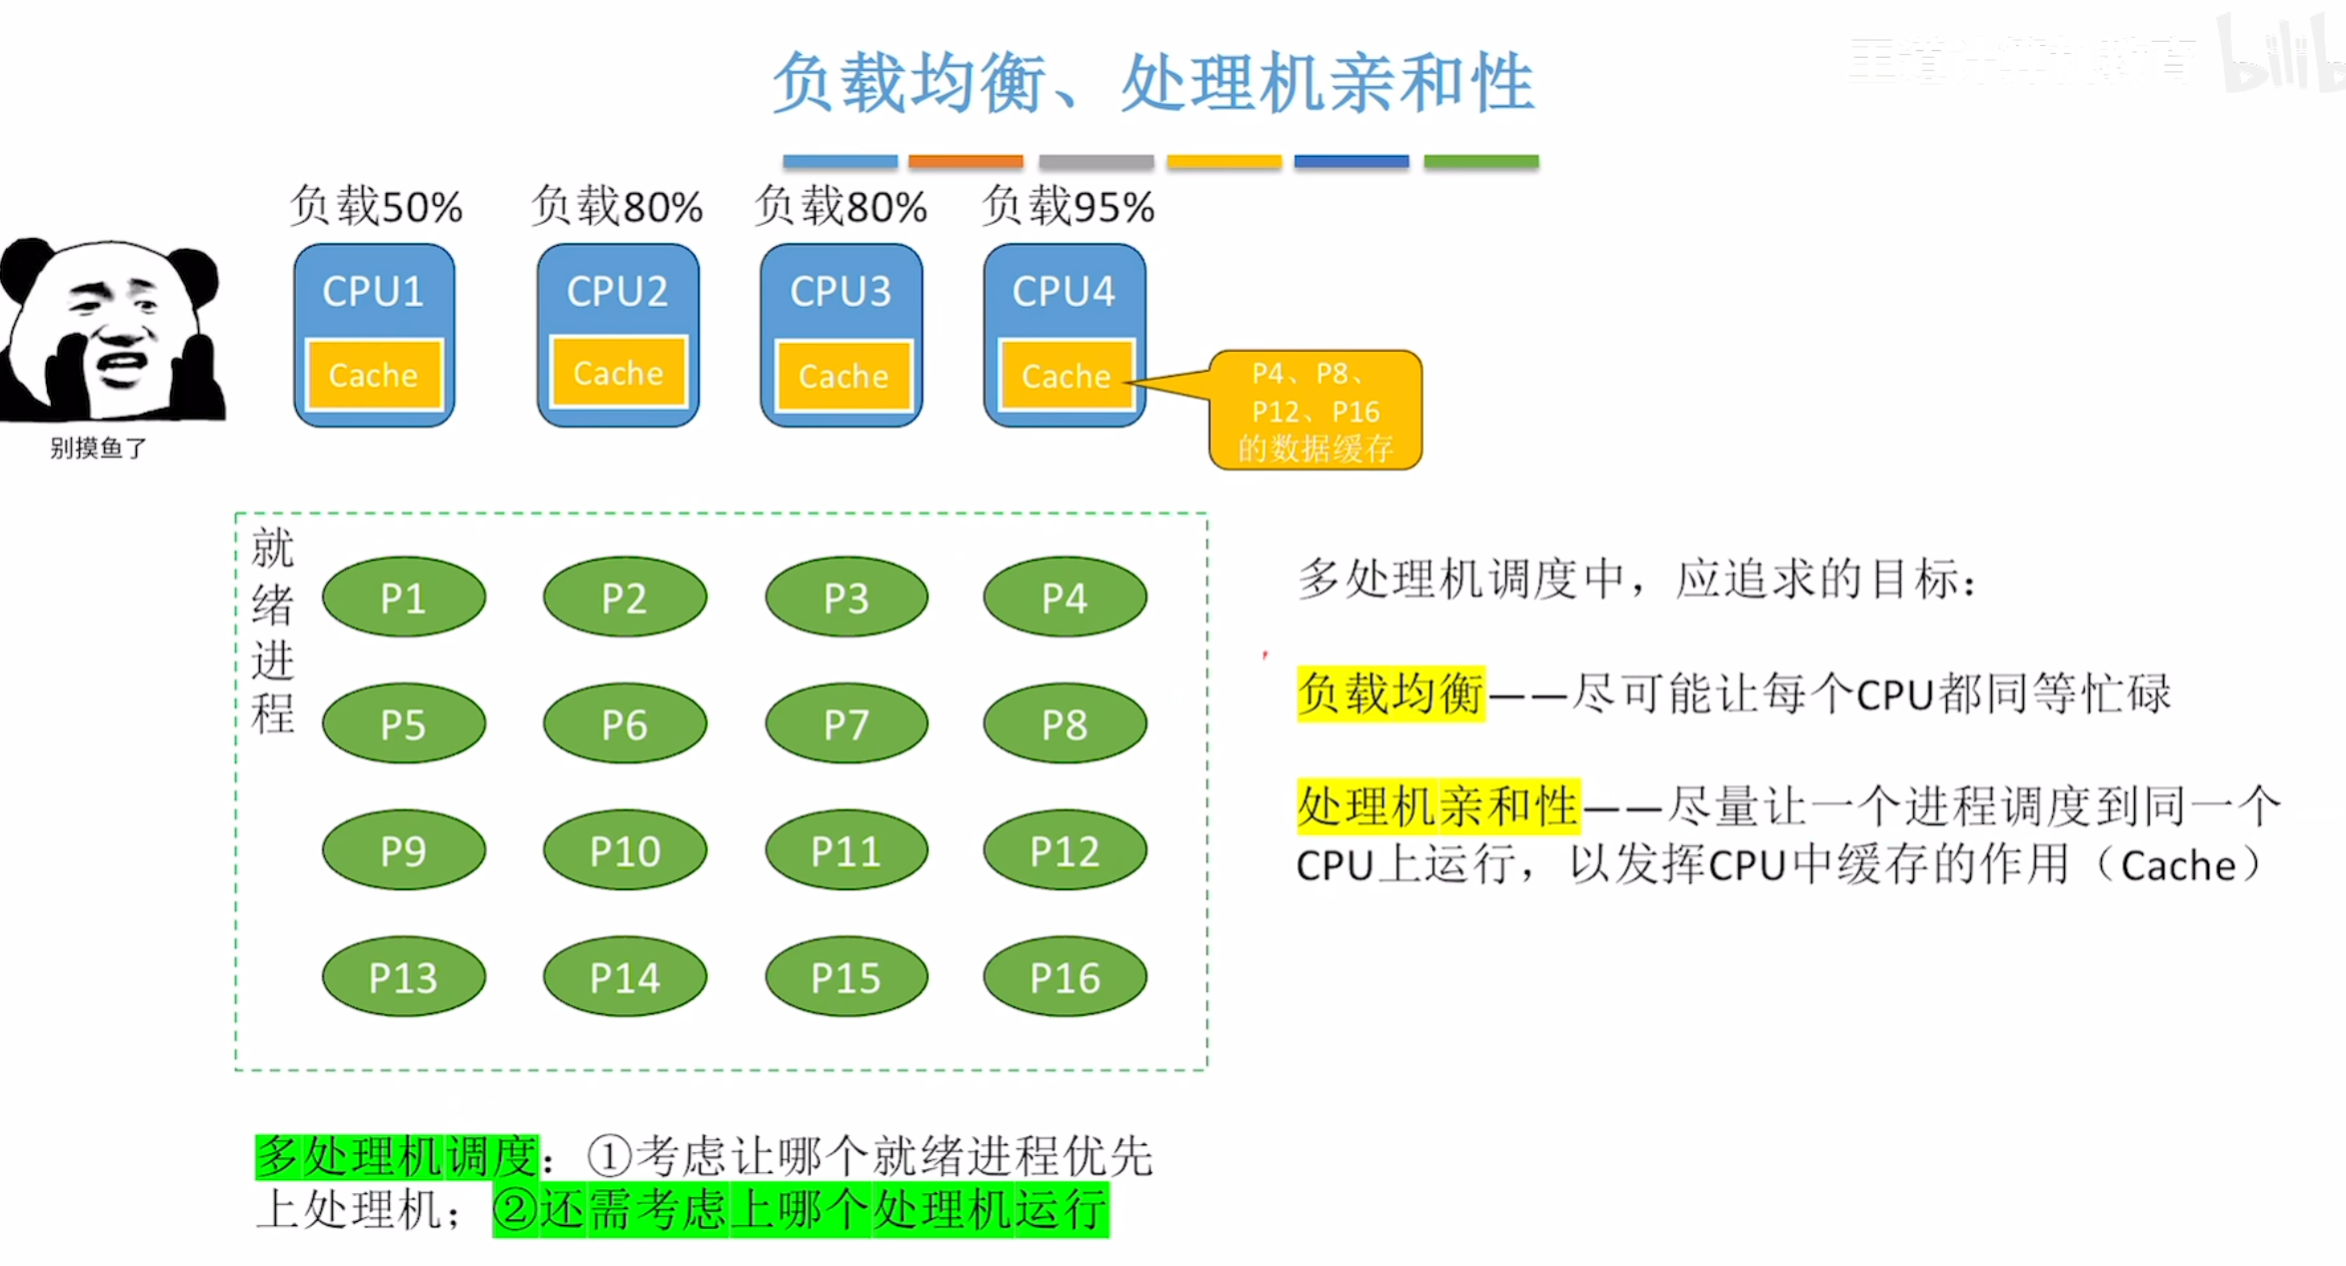 负载均衡、处理机亲和性
负载50%
负载80%
负载80%
负载95%
CPU1
CPU2
CPU3
CPU4
Cache
Cache
Cache
Cache
P4、P8、
P12、P16
的数据缓存
别摸鱼了
就
绪
进
程
P1
P2
P3
P4
P5
P6
P7
P8
P9
P10
P11
P12
P13
P14
P15
P16
多处理机调度中，应追求的目标：
负载均衡——尽可能让每个CPU都同等忙碌
处理机亲和性——尽量让一个进程调度到同一个
CPU上运行，以发挥CPU中缓存的作用（Cache）
多处理机调度：①考虑让哪个就绪进程优先
上处理机；②还需考虑上哪个处理机运行